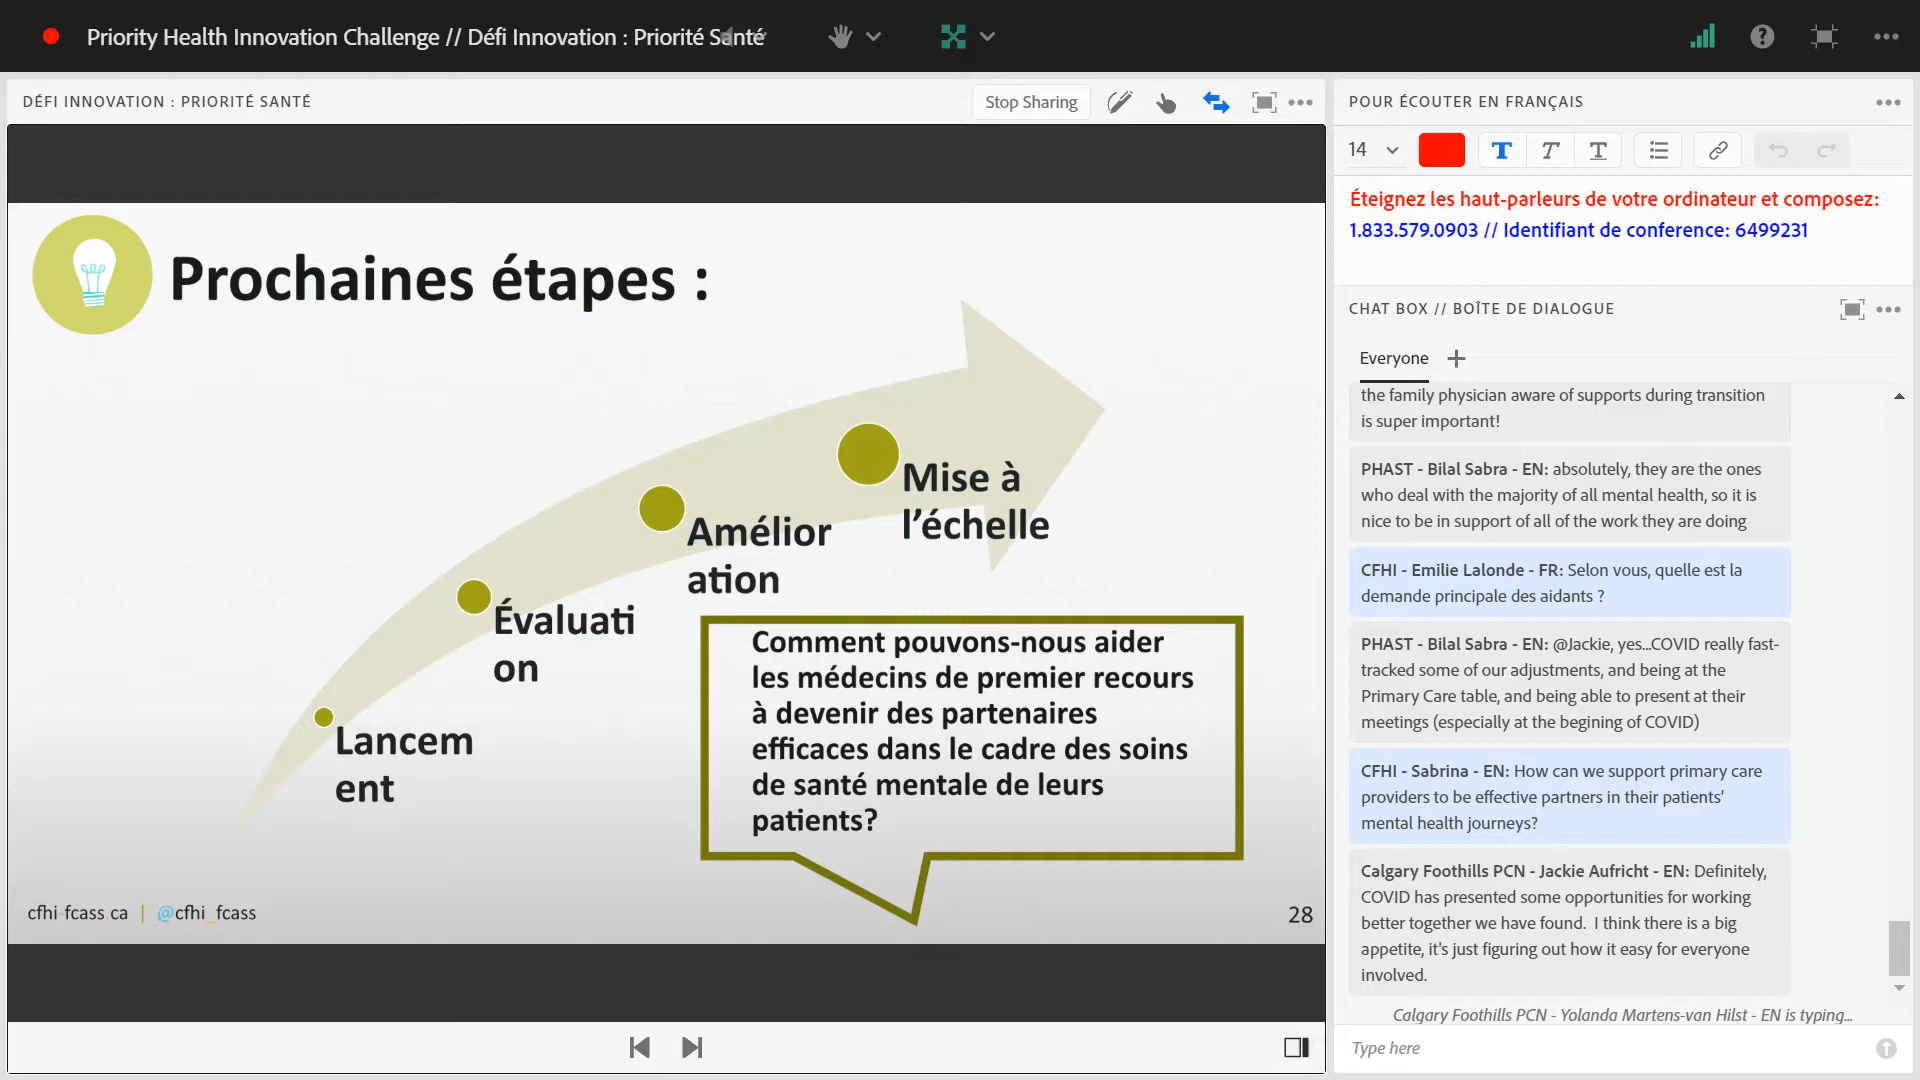 Priority Health Innovation Challenge // Défi Innovation : Priorité Santé
DÉFI INNOVATION : PRIORITÉ SANTÉ
Stop Sharing
Prochaines étapes :
Mise à
l’échelle
Amélior
ation
Évaluati
on
Lancem
ent
Comment pouvons-nous aider
les médecins de premier recours
à devenir des partenaires
efficaces dans le cadre des soins
de santé mentale de leurs
patients?
cfhi-fcass.ca | @cfhi_fcass
28
POUR ÉCOUTER EN FRANÇAIS
14
Éteignez les haut-parleurs de votre ordinateur et composez:
1.833.579.0903 // Identifiant de conference: 6499231
CHAT BOX // BOÎTE DE DIALOGUE
Everyone
the family physician aware of supports during transition
is super important!
PHAST - Bilal Sabra - EN: absolutely, they are the ones
who deal with the majority of all mental health, so it is
nice to be in support of all of the work they are doing
CFHI - Emilie Lalonde - FR: Selon vous, quelle est la
demande principale des aidants ?
PHAST - Bilal Sabra - EN: @Jackie, yes...COVID really fast-
tracked some of our adjustments, and being at the
Primary Care table, and being able to present at their
meetings (especially at the begining of COVID)
CFHI - Sabrina - EN: How can we support primary care
providers to be effective partners in their patients’
mental health journeys?
Calgary Foothills PCN - Jackie Aufricht - EN: Definitely,
COVID has presented some opportunities for working
better together we have found.  I think there is a big
appetite, it's just figuring out how it easy for everyone
involved.
Calgary Foothills PCN - Yolanda Martens-van Hilst - EN is typing...
Type here